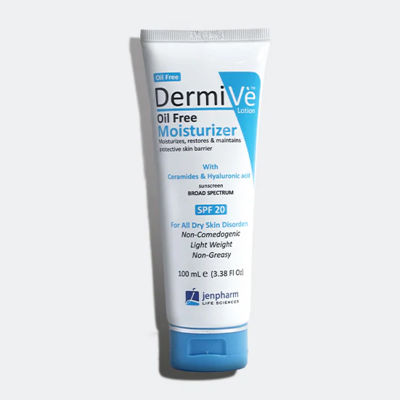 Oil Free
DermiVē™
Lotion
Oil Free
Moisturizer
Moisturizes, restores & maintains
protective skin barrier
With
Ceramides & Hyaluronic acid
sunscreen
BROAD SPECTRUM
SPF 20
For All Dry Skin Disorders
Non-Comedogenic
Light Weight
Non-Greasy
100 mL ℮ (3.38 Fl Oz)
jenpharm
LIFE SCIENCES